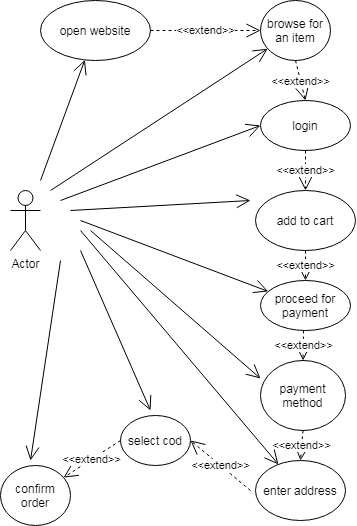 open website
<<extend>>
browse for
an item
<<extend>>
login
<<extend>>
add to cart
Actor
<<extend>>
proceed for
payment
<<extend>>
payment
method
<<extend>>
select cod
<<extend>>
<<extend>>
enter address
confirm
order